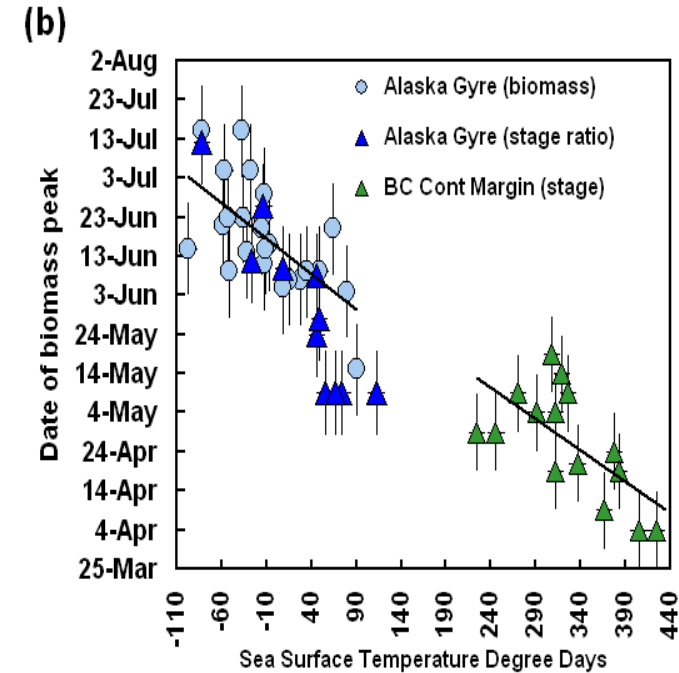 (b)
2-Aug
23-Jul
13-Jul
3-Jul
23-Jun
13-Jun
3-Jun
24-May
14-May
4-May
24-Apr
14-Apr
4-Apr
25-Mar
Date of biomass peak
Alaska Gyre (biomass)
Alaska Gyre (stage ratio)
BC Cont Margin (stage)
-110
-60
-10
40
90
140
190
240
290
340
390
440
Sea Surface Temperature Degree Days